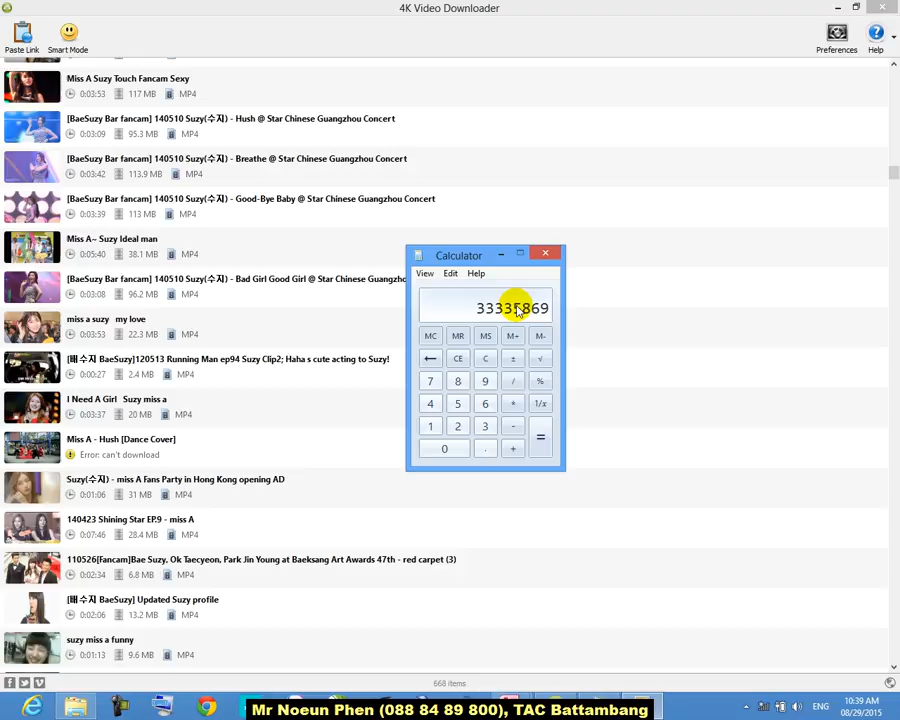 4K Video Downloader
Paste Link
Smart Mode
Preferences
Help
Miss A Suzy Touch Fancam Sexy
0:03:53 117 MB MP4
[BaeSuzy Bar fancam] 140510 Suzy(수지) - Hush @ Star Chinese Guangzhou Concert
0:03:09 95.3 MB MP4
[BaeSuzy Bar fancam] 140510 Suzy(수지) - Breathe @ Star Chinese Guangzhou Concert
0:03:42 113.9 MB MP4
[BaeSuzy Bar fancam] 140510 Suzy(수지) - Good-Bye Baby @ Star Chinese Guangzhou Concert
0:03:39 113 MB MP4
Miss A~ Suzy Ideal man
0:05:40 38.1 MB MP4
[BaeSuzy Bar fancam] 140510 Suzy(수지) - Bad Girl Good Girl @ Star Chinese Guangzho
0:03:08 96.2 MB MP4
miss a suzy my love
0:03:53 22.3 MB MP4
[배수지 BaeSuzy]120513 Running Man ep94 Suzy Clip2; Haha s cute acting to Suzy!
0:00:27 2.4 MB MP4
I Need A Girl Suzy miss a
0:03:37 20 MB MP4
Miss A - Hush [Dance Cover]
Error: can't download
Suzy(수지) - miss A Fans Party in Hong Kong opening AD
0:01:06 31 MB MP4
140423 Shining Star EP.9 - miss A
0:07:46 28.4 MB MP4
110526[Fancam]Bae Suzy, Ok Taecyeon, Park Jin Young at Baeksang Art Awards 47th - red carpet (3)
0:02:34 6.8 MB MP4
[배수지 BaeSuzy] Updated Suzy profile
0:02:06 13.2 MB MP4
suzy miss a funny
0:01:13 9.6 MB MP4
668 items
Calculator
View Edit Help
33335869
MC MR MS M+ M-
← CE C ± √
7 8 9 / %
4 5 6 * 1/x
1 2 3 - =
0 . +
Mr Noeun Phen (088 84 89 800), TAC Battambang
ENG
10:39 AM
08/29/2015